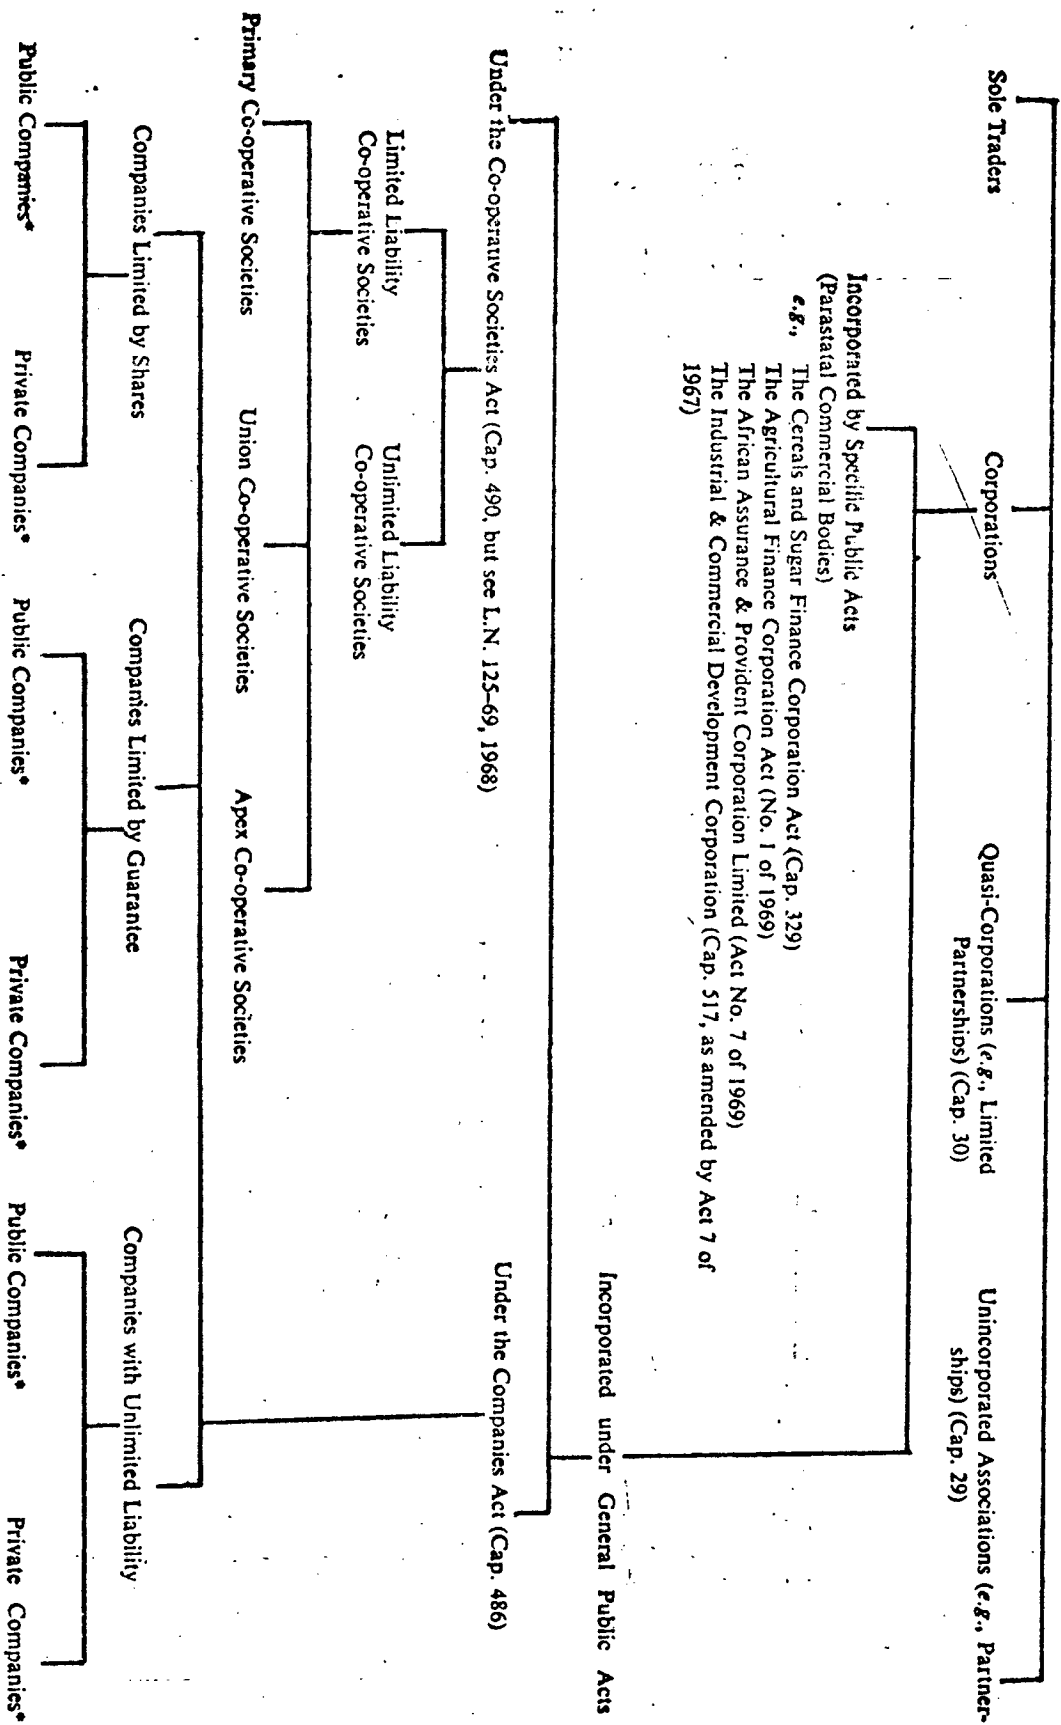 Sole Traders
Corporations
Quasi-Corporations (e.g., Limited
Partnerships) (Cap. 30)
Unincorporated Associations (e.g., Partner-
ships) (Cap. 29)
Incorporated by Specific Public Acts
(Parastatal Commercial Bodies)
e.g., The Cereals and Sugar Finance Corporation Act (Cap. 329)
The Agricultural Finance Corporation Act (No. 1 of 1969)
The African Assurance & Provident Corporation Limited (Act No. 7 of 1969)
The Industrial & Commercial Development Corporation (Cap. 517, as amended by Act 7 of
1967)
Incorporated under General Public Acts
Under the Co-operative Societies Act (Cap. 490, but see L.N. 125–69, 1968)
Under the Companies Act (Cap. 486)
Limited Liability
Co-operative Societies
Unlimited Liability
Co-operative Societies
Primary Co-operative Societies
Union Co-operative Societies
Apex Co-operative Societies
Companies Limited by Shares
Companies Limited by Guarantee
Companies with Unlimited Liability
Public Companies*
Private Companies*
Public Companies*
Private Companies*
Public Companies*
Private Companies*